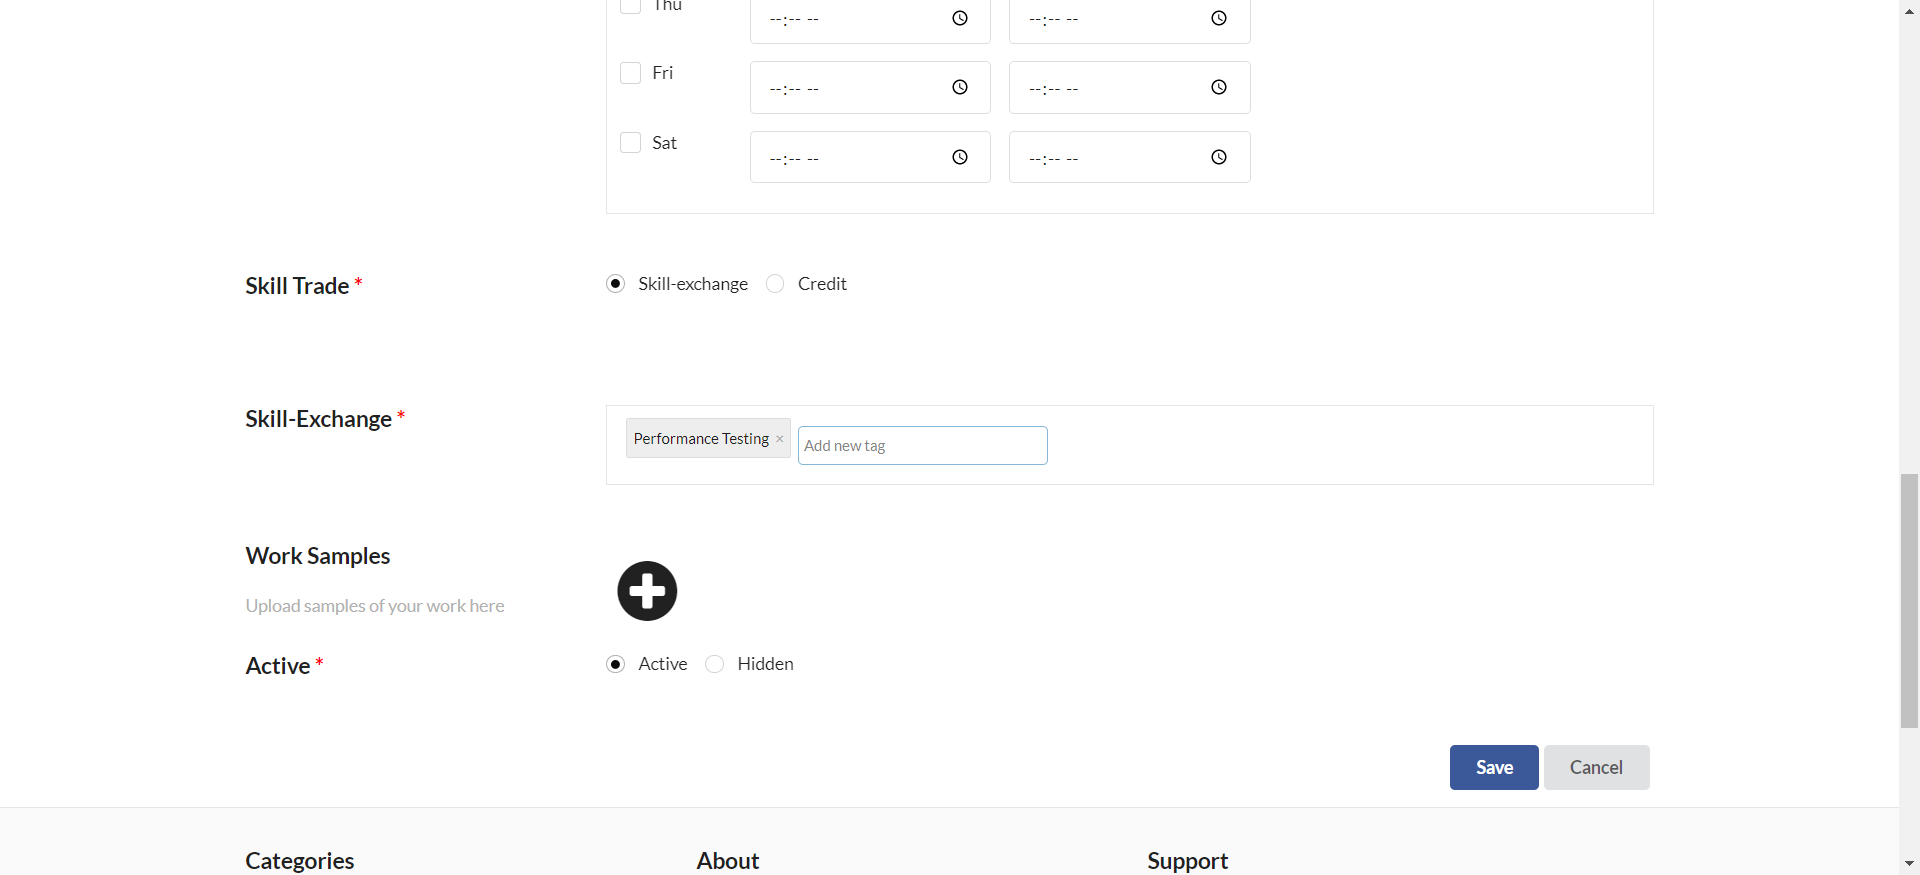 Thu --:-- -- --:-- --
Fri --:-- -- --:-- --
Sat --:-- -- --:-- --
Skill Trade * Skill-exchange Credit
Skill-Exchange * Performance Testing × Add new tag
Work Samples
Upload samples of your work here
Active * Active Hidden
Save Cancel
Categories About Support